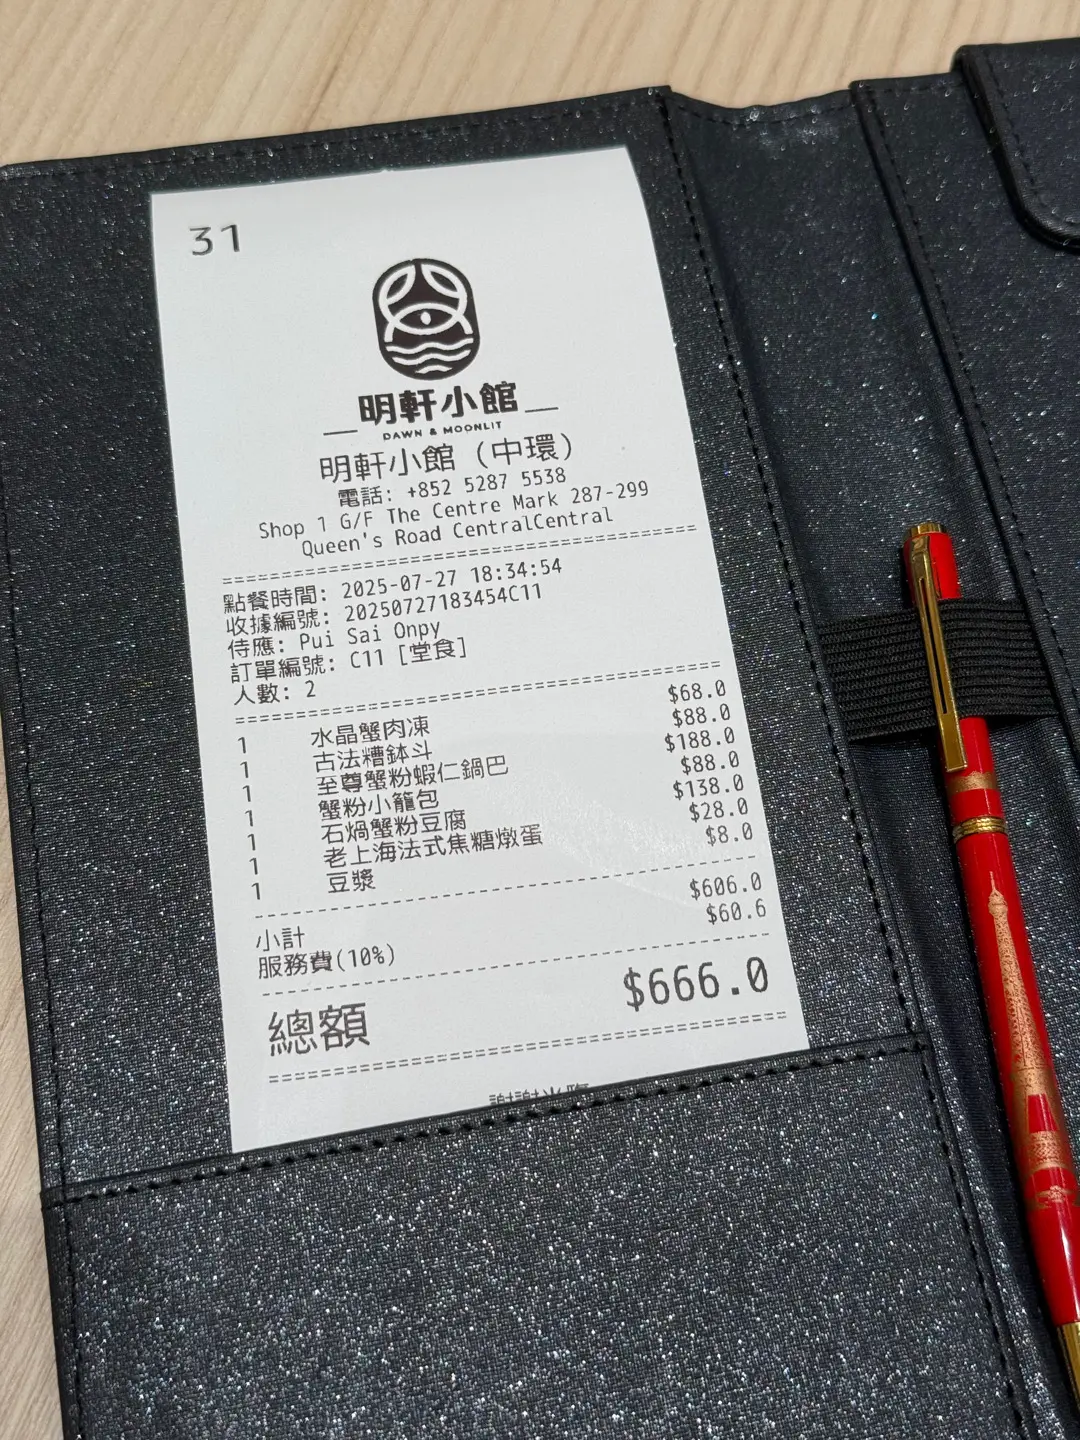 31
明軒小館
DAWN & MOONLIT
明軒小館 (中環)
電話: +852 5287 5538
Shop 1 G/F The Centre Mark 287-299
Queen's Road CentralCentral
點餐時間: 2025-07-27 18:34:54
收據編號: 20250727183454C11
侍應: Pui Sai Onpy
訂單編號: C11 [堂食]
人數: 2
1 水晶蟹肉凍 $68.0
1 古法糟鉢斗 $88.0
1 至尊蟹粉蝦仁鍋巴 $188.0
1 蟹粉小籠包 $88.0
1 石煱蟹粉豆腐 $138.0
1 老上海法式焦糖燉蛋 $28.0
1 豆漿 $8.0
小計 $606.0
服務費(10%) $60.6
總額 $666.0